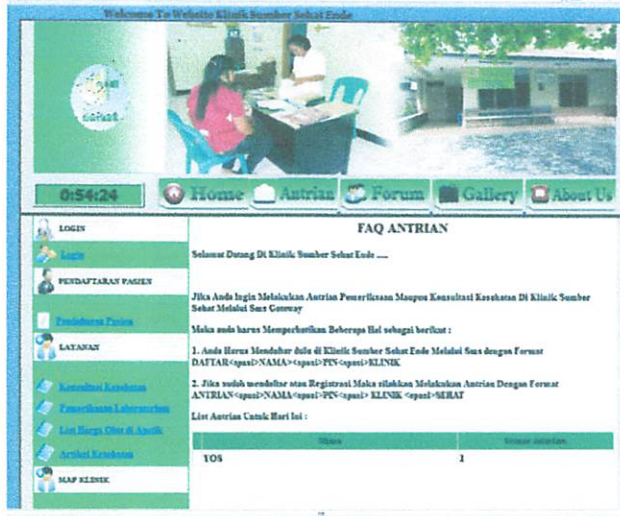 Welcome To Website Klinik Sumber Sehat Ende
0:54:24
Home
Antrian
Forum
Gallery
About Us
LOGIN
Login
PENDAFTARAN PASIEN
Pendaftaran Pasien
LAYANAN
Konsultasi Kesehatan
Pemeriksaan Laboratorium
List Harga Obat di Apotik
Artikel Kesehatan
MAP KLINIK
FAQ ANTRIAN
Selamat Datang Di Klinik Sumber Sehat Ende .....
Jika Anda Ingin Melakukan Antrian Pemeriksaan Maupun Konsultasi Kesehatan Di Klinik Sumber
Sehat Melalui Sms Gateway
Maka anda harus Memperhatikan Beberapa Hal sebagai berikut :
1. Anda Harus Mendaftar dulu di Klinik Sumber Sehat Ende Melalui Sms dengan Format
DAFTAR<spasi>NAMA><spasi>PIN<spasi>KLINIK
2. Jika sudah mendaftar atau Registrasi Maka silahkan Melakukan Antrian Dengan Format
ANTRIAN<spasi>NAMA<spasi>PIN<spasi> KLINIK <spasi>SEHAT
List Antrian Untuk Hari Ini :
Nama
Nomor Antrian
YOS
1